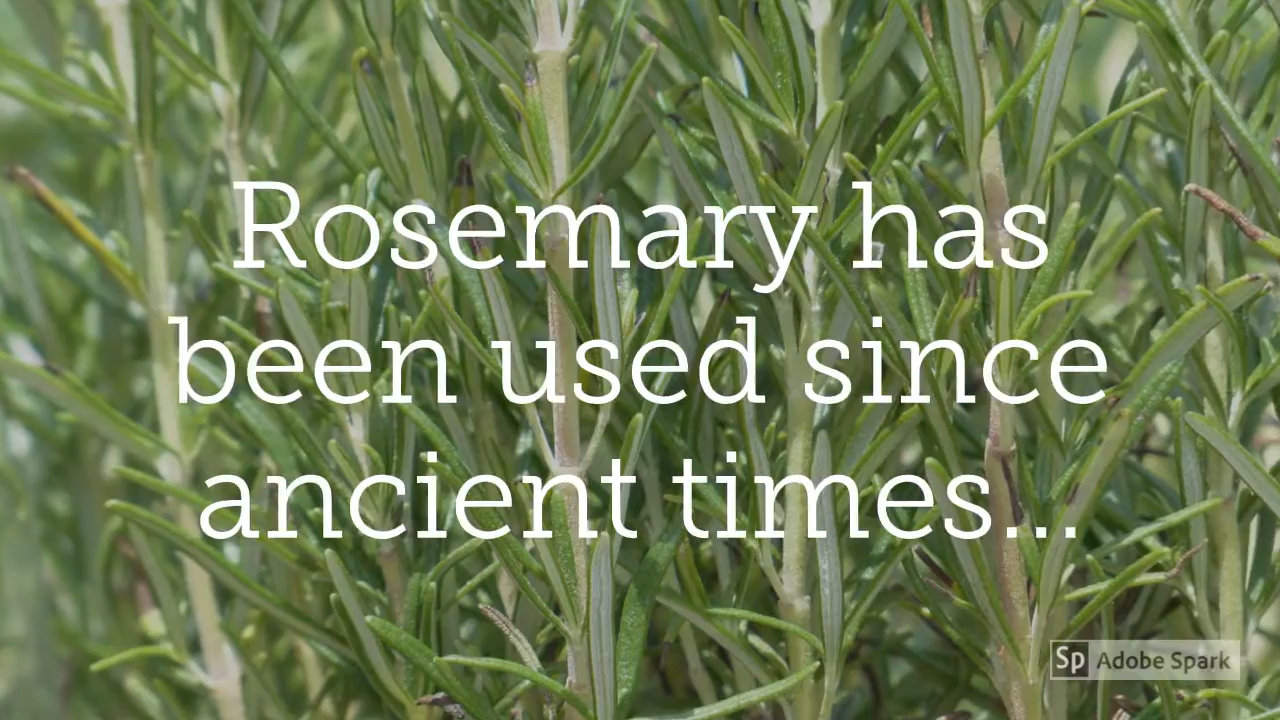 Rosemary has
been used since
ancient times...
Sp Adobe Spark